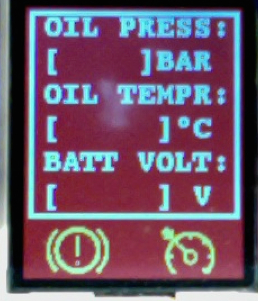 OIL PRESS:
[ ]BAR
OIL TEMPR:
[ ]°C
BATT VOLT:
[ ] V
(!)